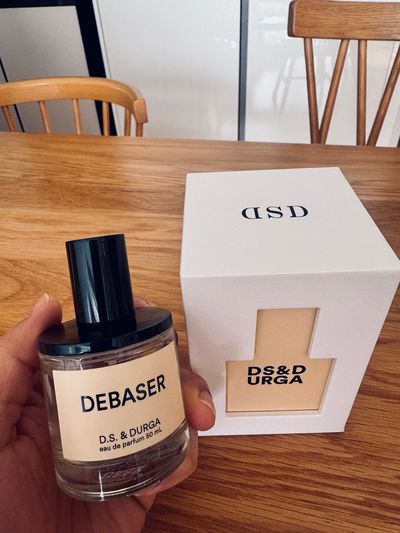 DSD
DS&D
URGA
DEBASER
D.S. & DURGA
eau de parfum 50 mL